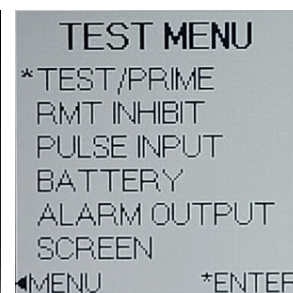 TEST MENU
*TEST/PRIME
RMT INHIBIT
PULSE INPUT
BATTERY
ALARM OUTPUT
SCREEN
◄MENU *ENTER